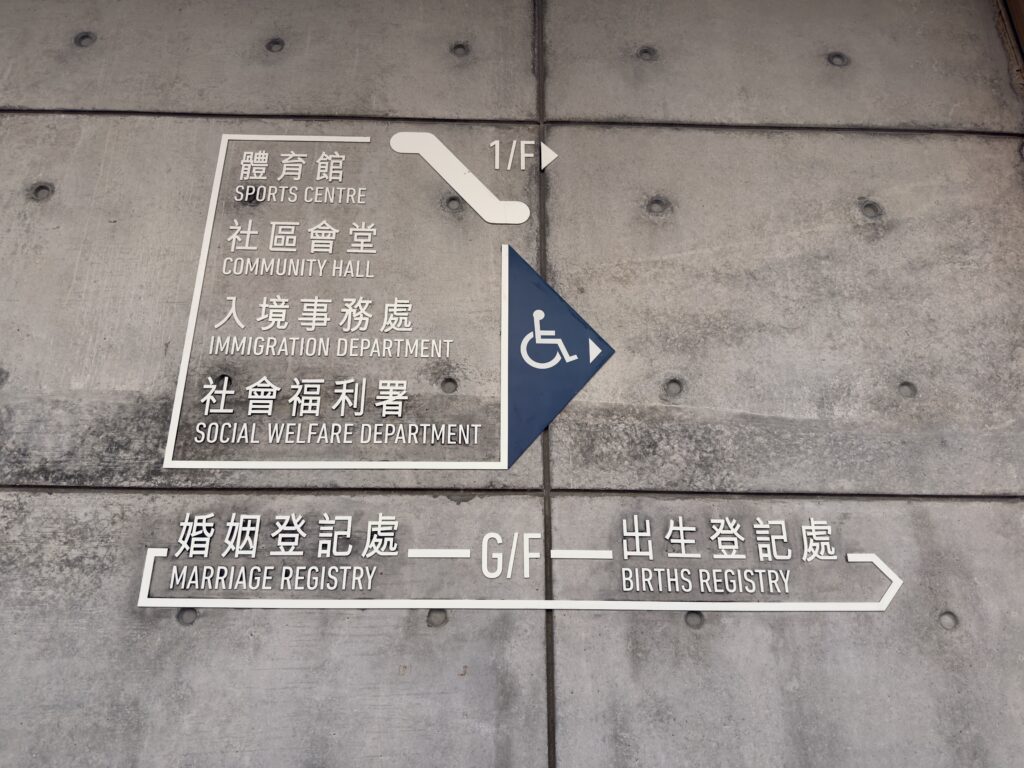 體育館
SPORTS CENTRE
1/F
社區會堂
COMMUNITY HALL
入境事務處
IMMIGRATION DEPARTMENT
社會福利署
SOCIAL WELFARE DEPARTMENT
婚姻登記處
MARRIAGE REGISTRY
G/F
出生登記處
BIRTHS REGISTRY